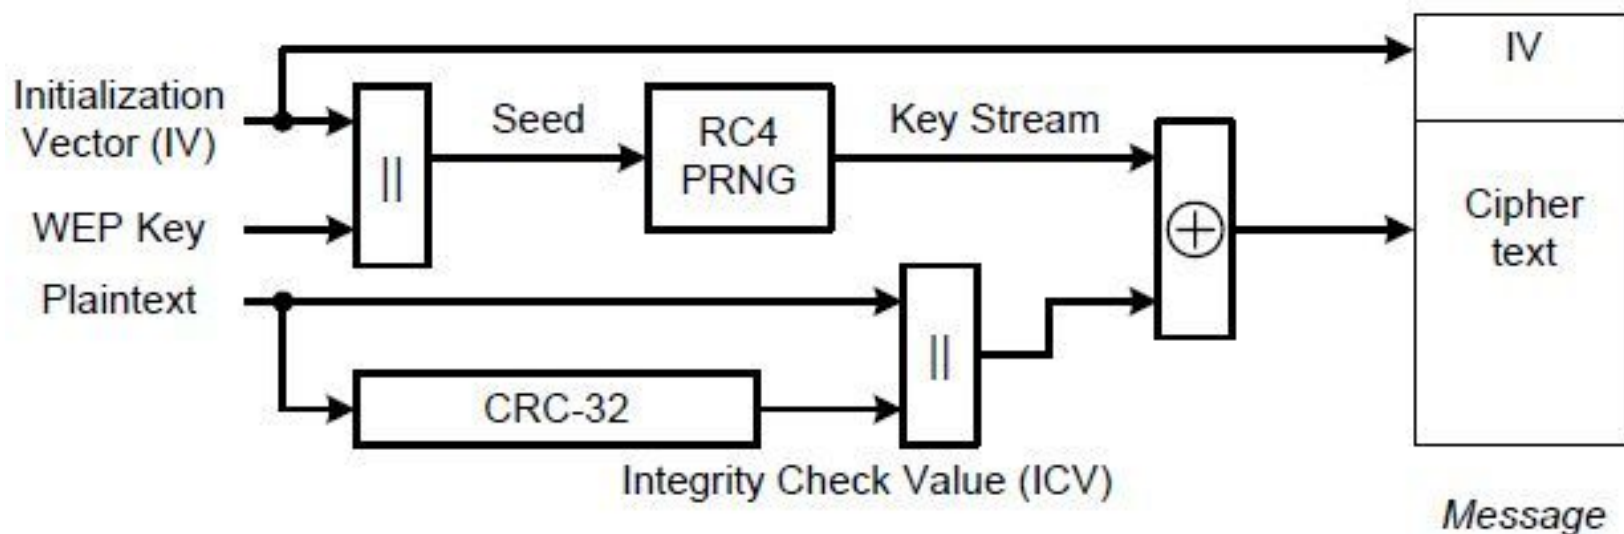 IV
Initialization
Vector (IV)
||
Seed
RC4
PRNG
Key Stream
WEP Key
Cipher
text
Plaintext
||
CRC-32
Integrity Check Value (ICV)
Message